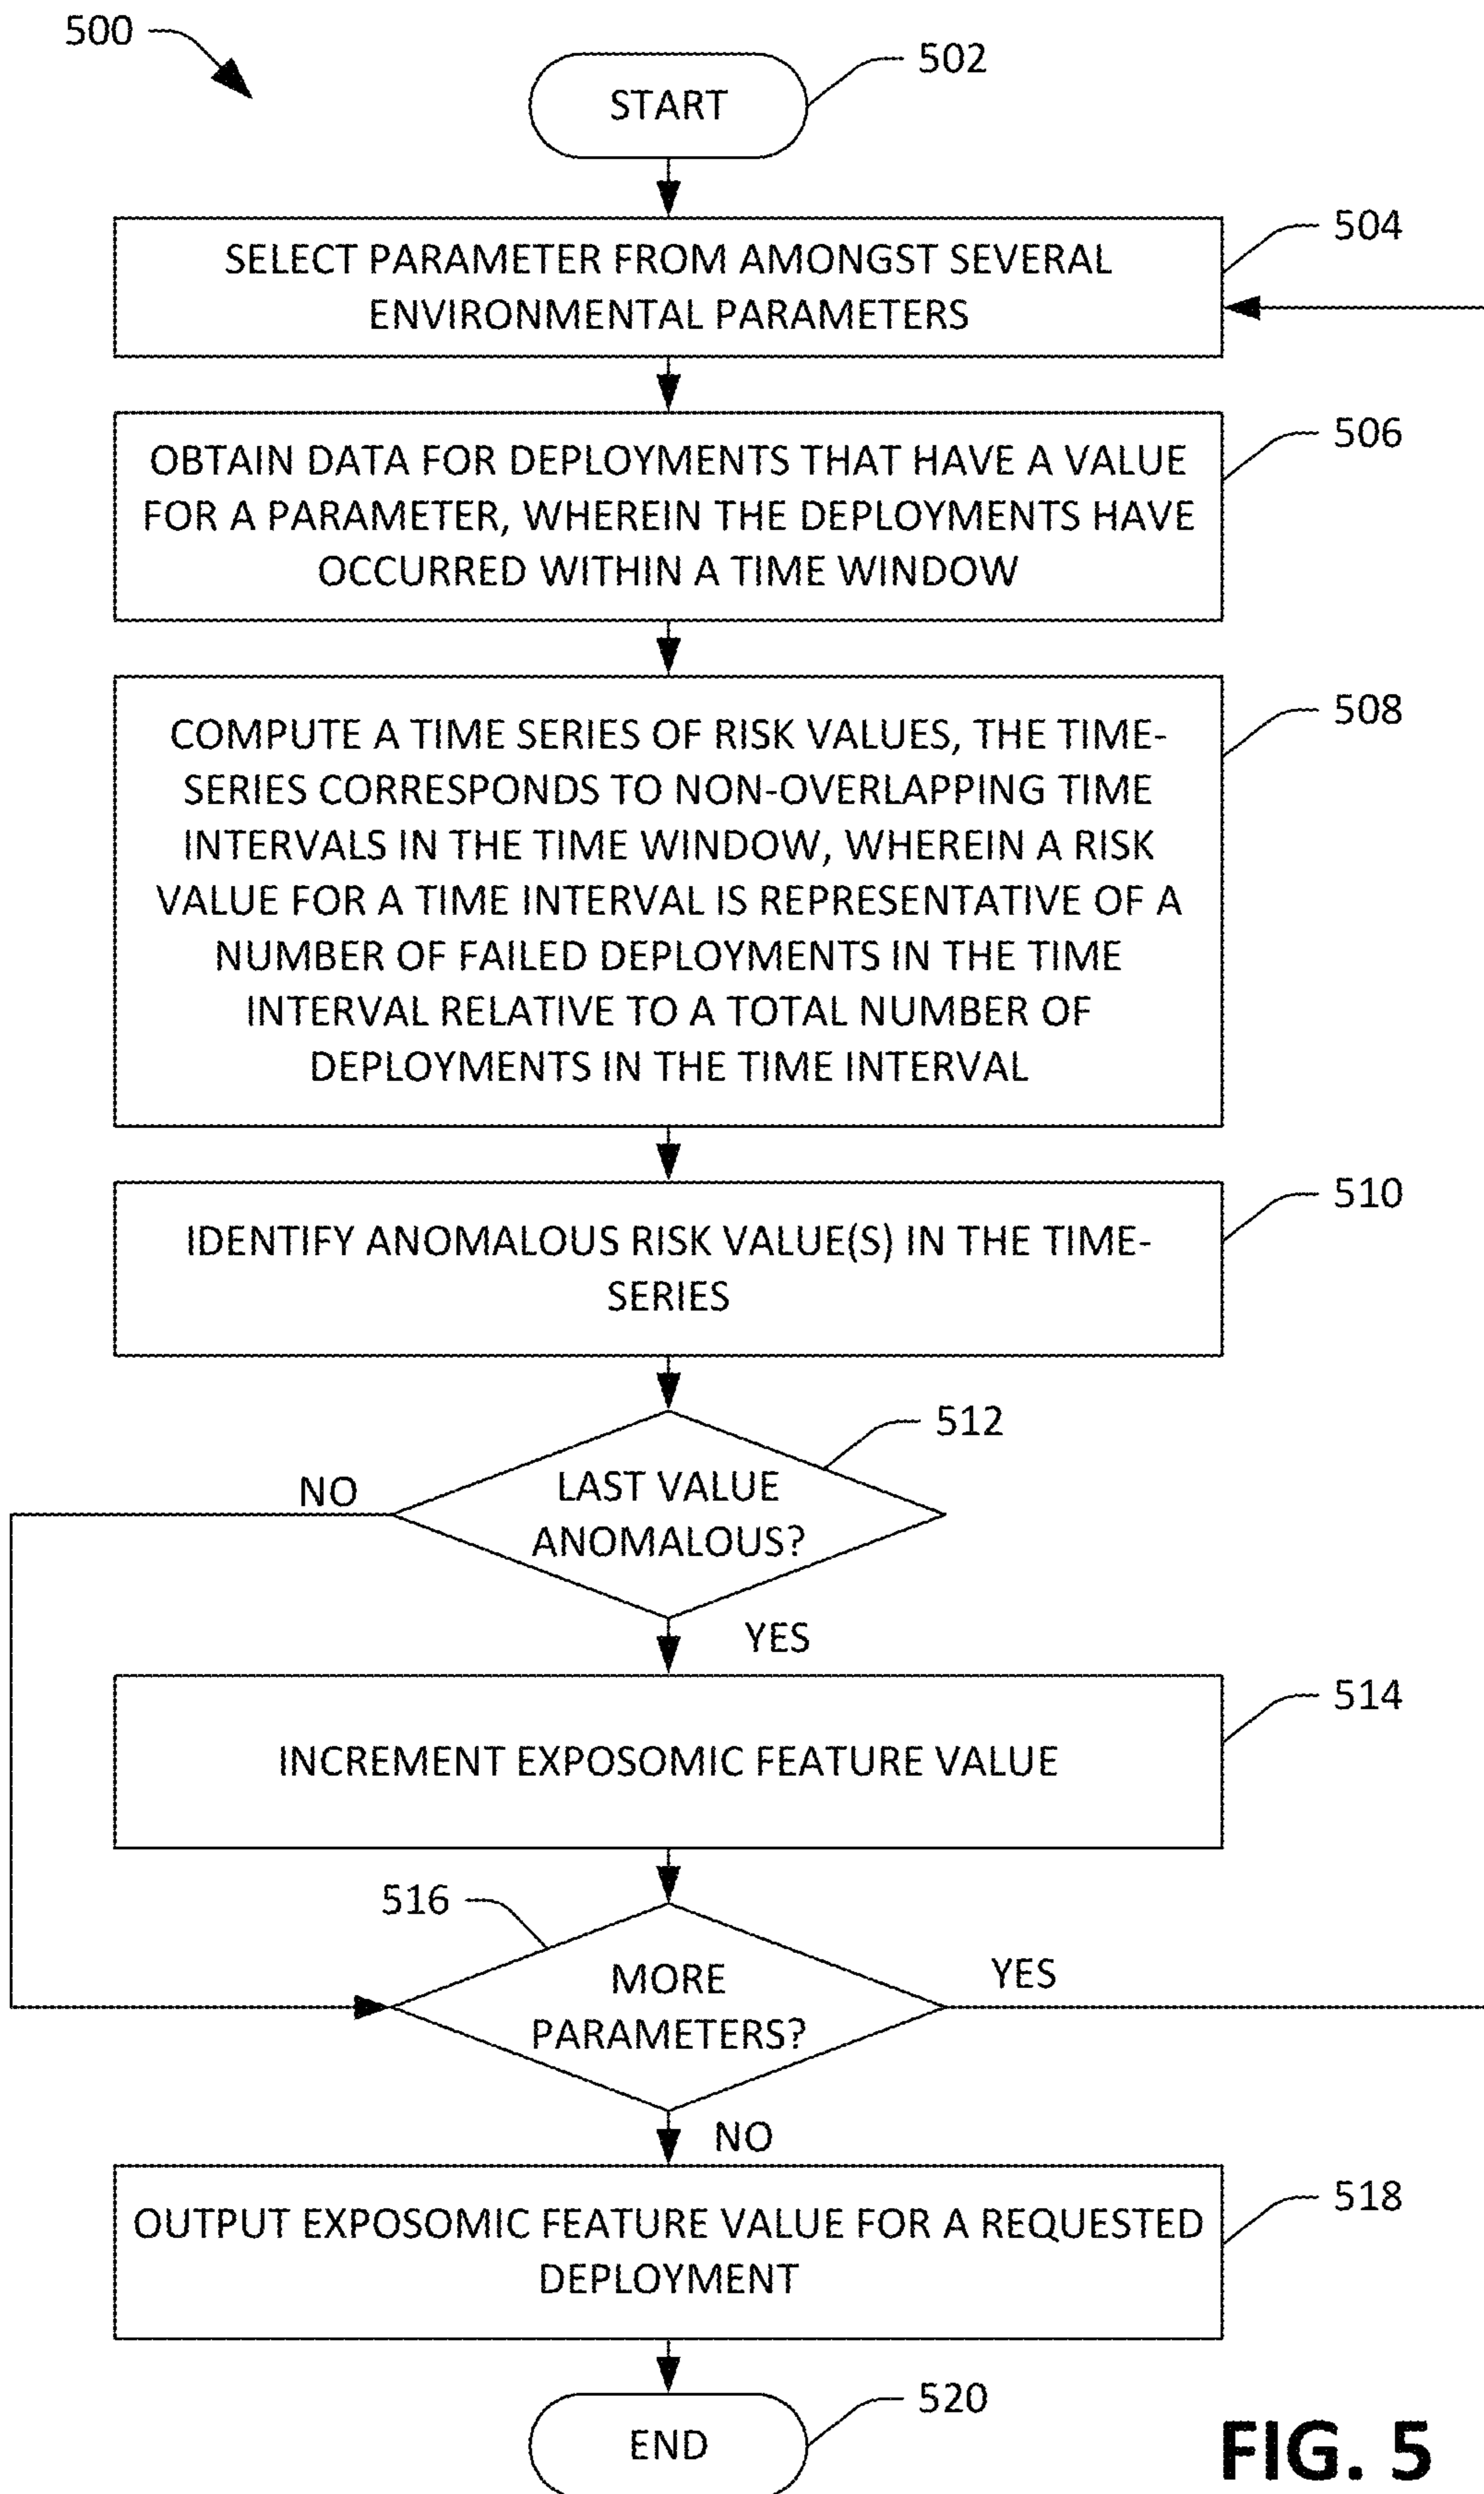 500
502
START
504
SELECT PARAMETER FROM AMONGST SEVERAL
ENVIRONMENTAL PARAMETERS
506
OBTAIN DATA FOR DEPLOYMENTS THAT HAVE A VALUE
FOR A PARAMETER, WHEREIN THE DEPLOYMENTS HAVE
OCCURRED WITHIN A TIME WINDOW
508
COMPUTE A TIME SERIES OF RISK VALUES, THE TIME-
SERIES CORRESPONDS TO NON-OVERLAPPING TIME
INTERVALS IN THE TIME WINDOW, WHEREIN A RISK
VALUE FOR A TIME INTERVAL IS REPRESENTATIVE OF A
NUMBER OF FAILED DEPLOYMENTS IN THE TIME
INTERVAL RELATIVE TO A TOTAL NUMBER OF
DEPLOYMENTS IN THE TIME INTERVAL
510
IDENTIFY ANOMALOUS RISK VALUE(S) IN THE TIME-
SERIES
512
NO
LAST VALUE
ANOMALOUS?
YES
514
INCREMENT EXPOSOMIC FEATURE VALUE
516
MORE
PARAMETERS?
YES
NO
518
OUTPUT EXPOSOMIC FEATURE VALUE FOR A REQUESTED
DEPLOYMENT
520
END
FIG. 5